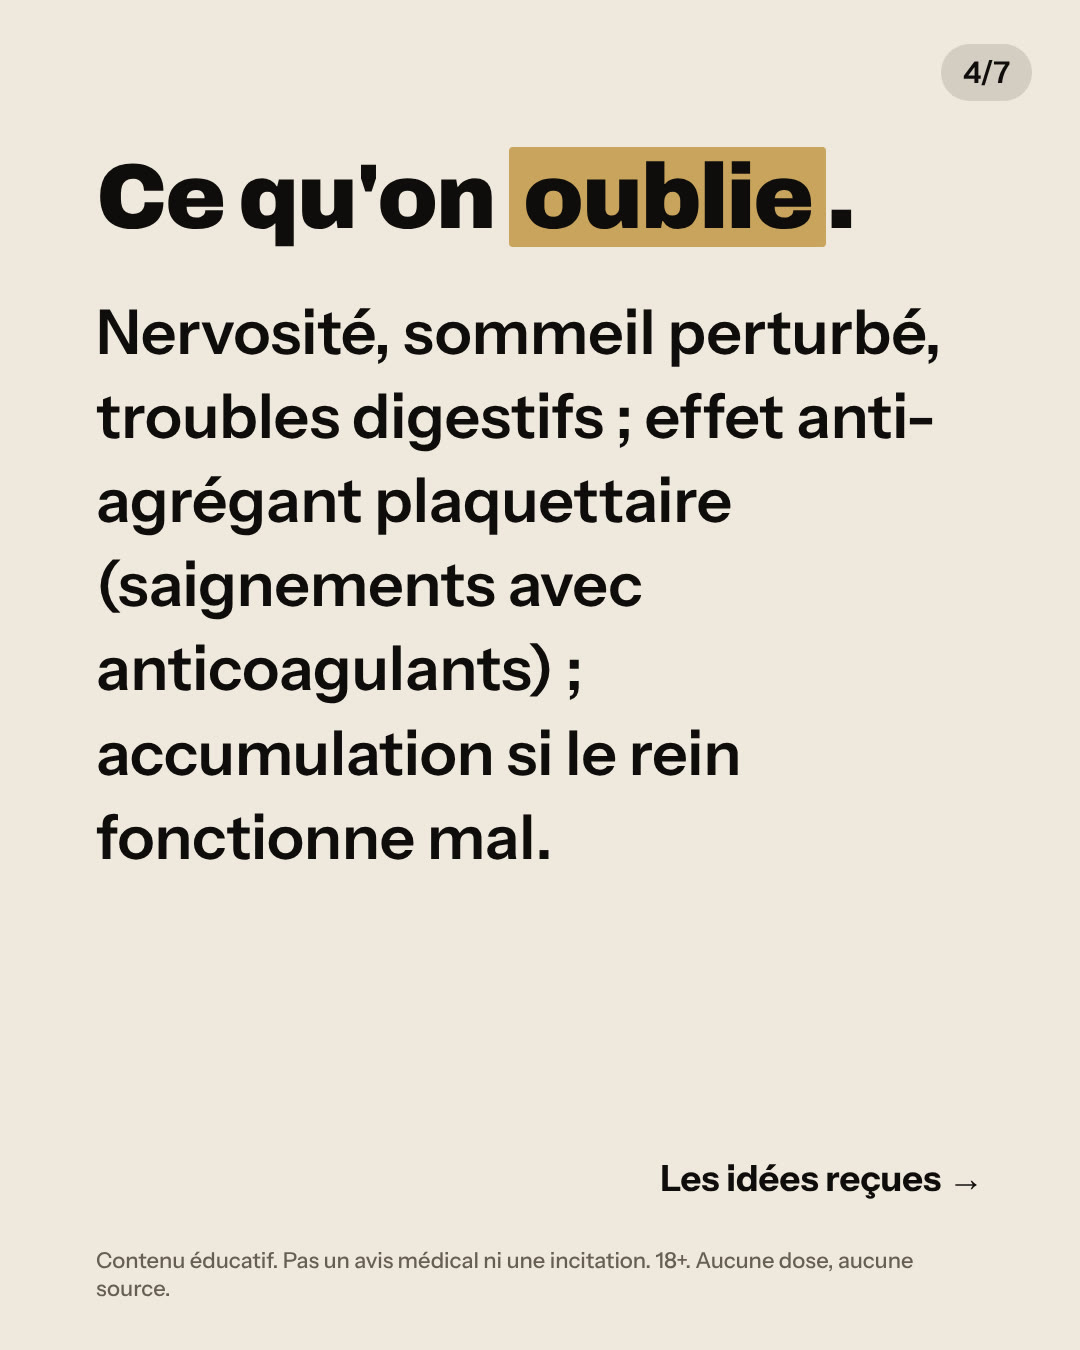 4/7
Ce qu'on oublie.
Nervosité, sommeil perturbé,
troubles digestifs ; effet anti-
agrégant plaquettaire
(saignements avec
anticoagulants) ;
accumulation si le rein
fonctionne mal.
Les idées reçues →
Contenu éducatif. Pas un avis médical ni une incitation. 18+. Aucune dose, aucune
source.